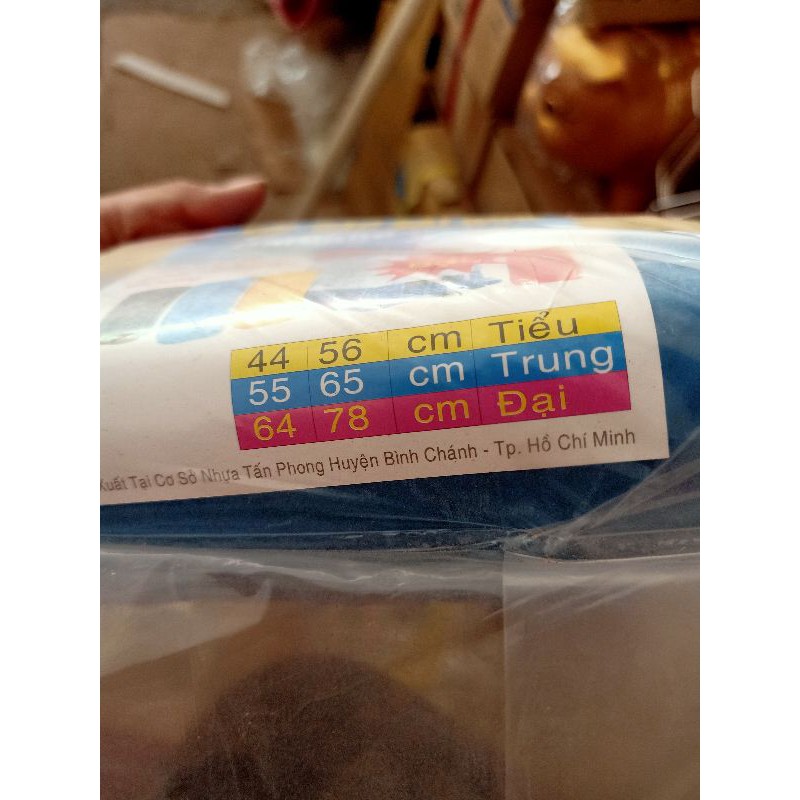 44 56 cm Tiểu
55 65 cm Trung
64 78 cm Đại
Xuất Tại Cơ Sở Nhựa Tấn Phong Huyện Bình Chánh - Tp. Hồ Chí Minh